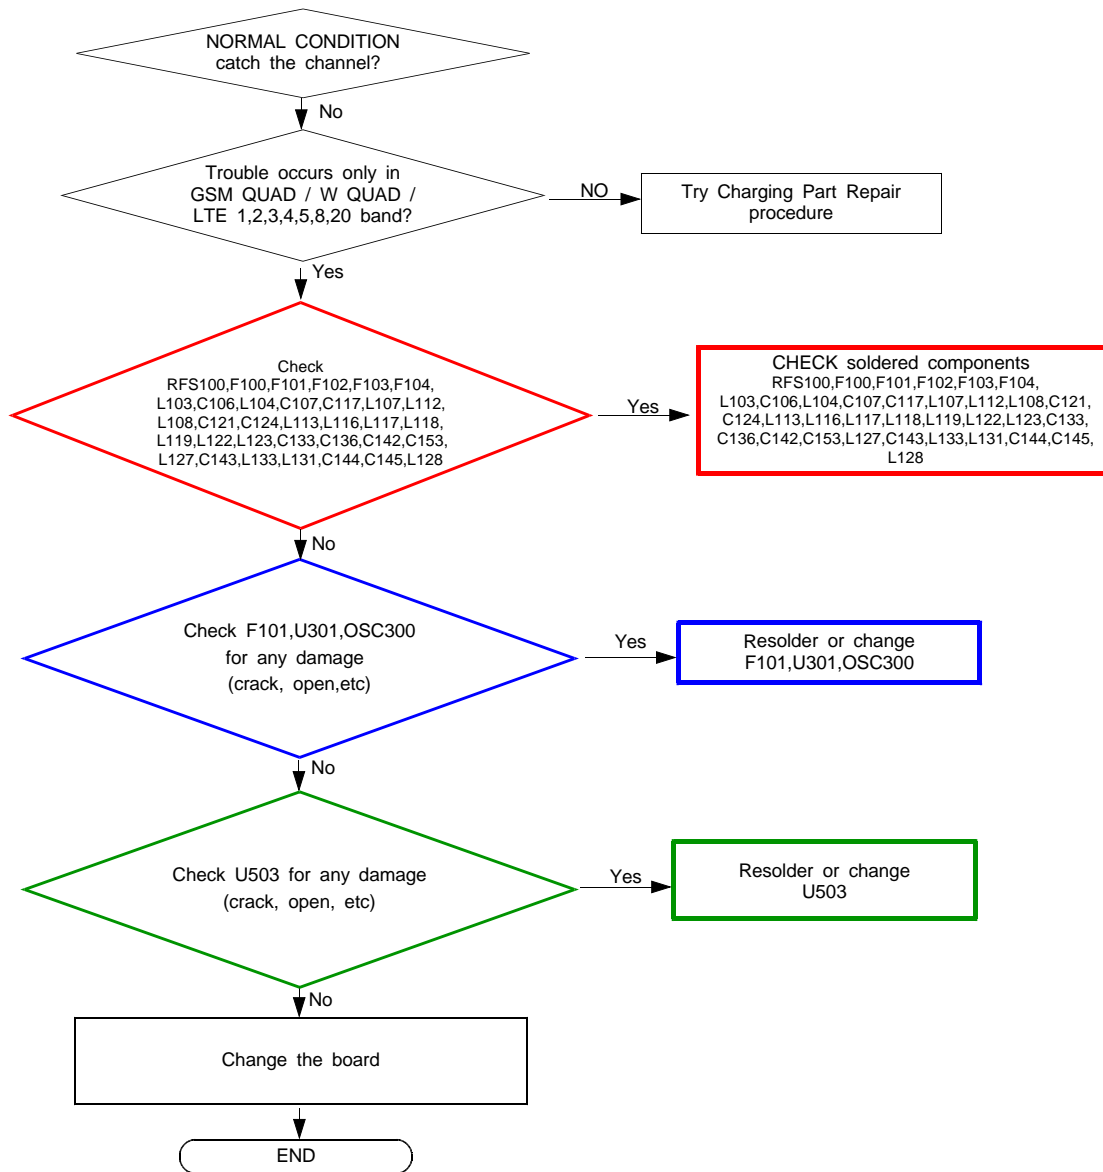 NORMAL CONDITION
catch the channel?
No
Trouble occurs only in
GSM QUAD / W QUAD /
LTE 1,2,3,4,5,8,20 band?
NO
Try Charging Part Repair
procedure
Yes
Check
RFS100,F100,F101,F102,F103,F104,
L103,C106,L104,C107,C117,L107,L112,
L108,C121,C124,L113,L116,L117,L118,
L119,L122,L123,C133,C136,C142,C153,
L127,C143,L133,L131,C144,C145,L128
Yes
CHECK soldered components
RFS100,F100,F101,F102,F103,F104,
L103,C106,L104,C107,C117,L107,L112,L108,C121,
C124,L113,L116,L117,L118,L119,L122,L123,C133,
C136,C142,C153,L127,C143,L133,L131,C144,C145,
L128
No
Check F101,U301,OSC300
for any damage
(crack, open,etc)
Yes
Resolder or change
F101,U301,OSC300
No
Check U503 for any damage
(crack, open, etc)
Yes
Resolder or change
U503
No
Change the board
END